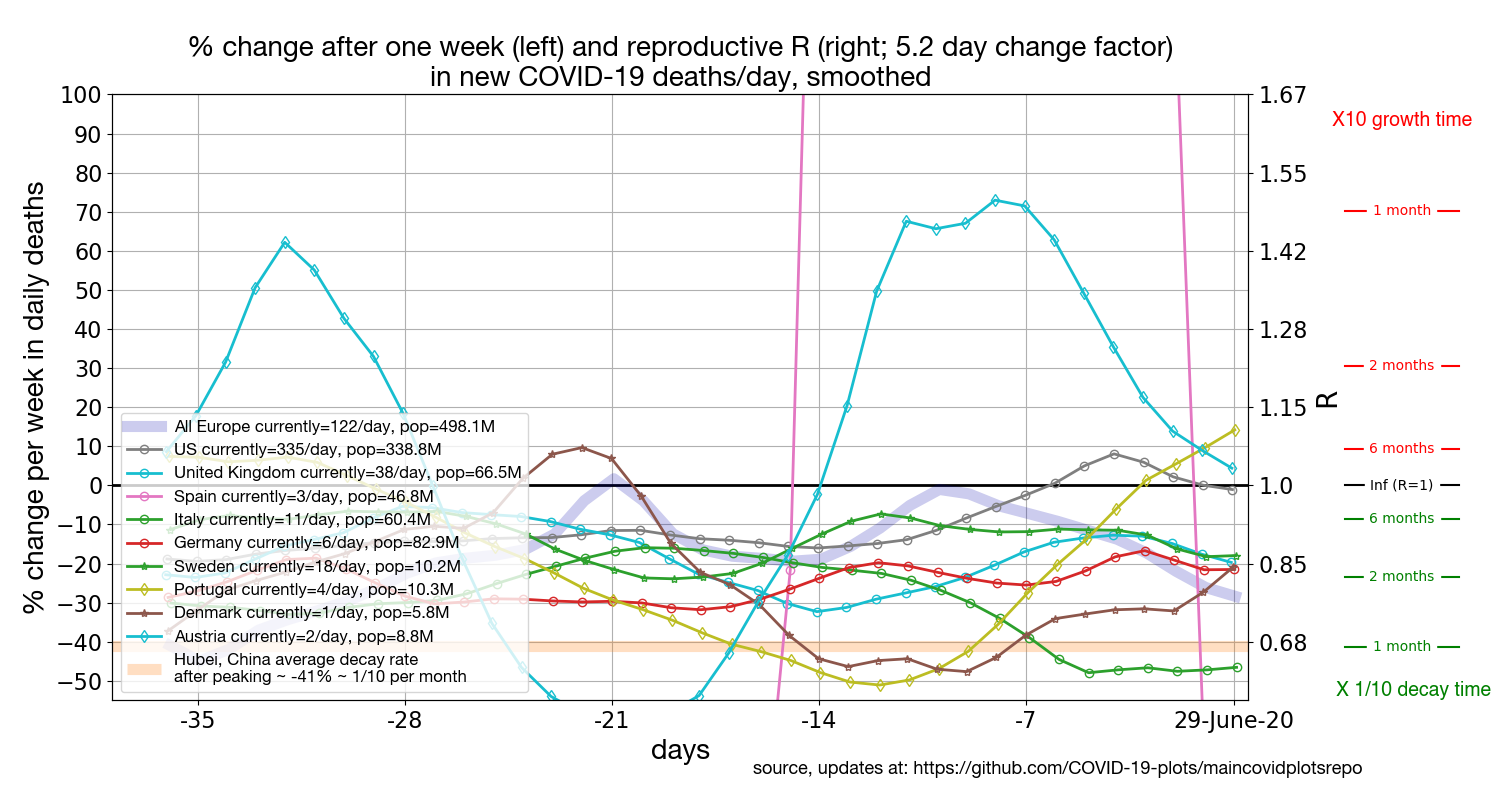 % change after one week (left) and reproductive R (right; 5.2 day change factor)
in new COVID-19 deaths/day, smoothed
% change per week in daily deaths
100
90
80
70
60
50
40
30
20
10
0
−10
−20
−30
−40
−50
All Europe currently=122/day, pop=498.1M
US currently=335/day, pop=338.8M
United Kingdom currently=38/day, pop=66.5M
Spain currently=3/day, pop=46.8M
Italy currently=11/day, pop=60.4M
Germany currently=6/day, pop=82.9M
Sweden currently=18/day, pop=10.2M
Portugal currently=4/day, pop=10.3M
Denmark currently=1/day, pop=5.8M
Austria currently=2/day, pop=8.8M
Hubei, China average decay rate
after peaking ~ -41% ~ 1/10 per month
-35
-28
-21
-14
-7
29-June-20
days
1.67
1.55
1.42
1.28
1.15
1.0
0.85
0.68
R
X10 growth time
1 month
2 months
6 months
Inf (R=1)
6 months
2 months
1 month
X 1/10 decay time
source, updates at: https://github.com/COVID-19-plots/maincovidplotsrepo